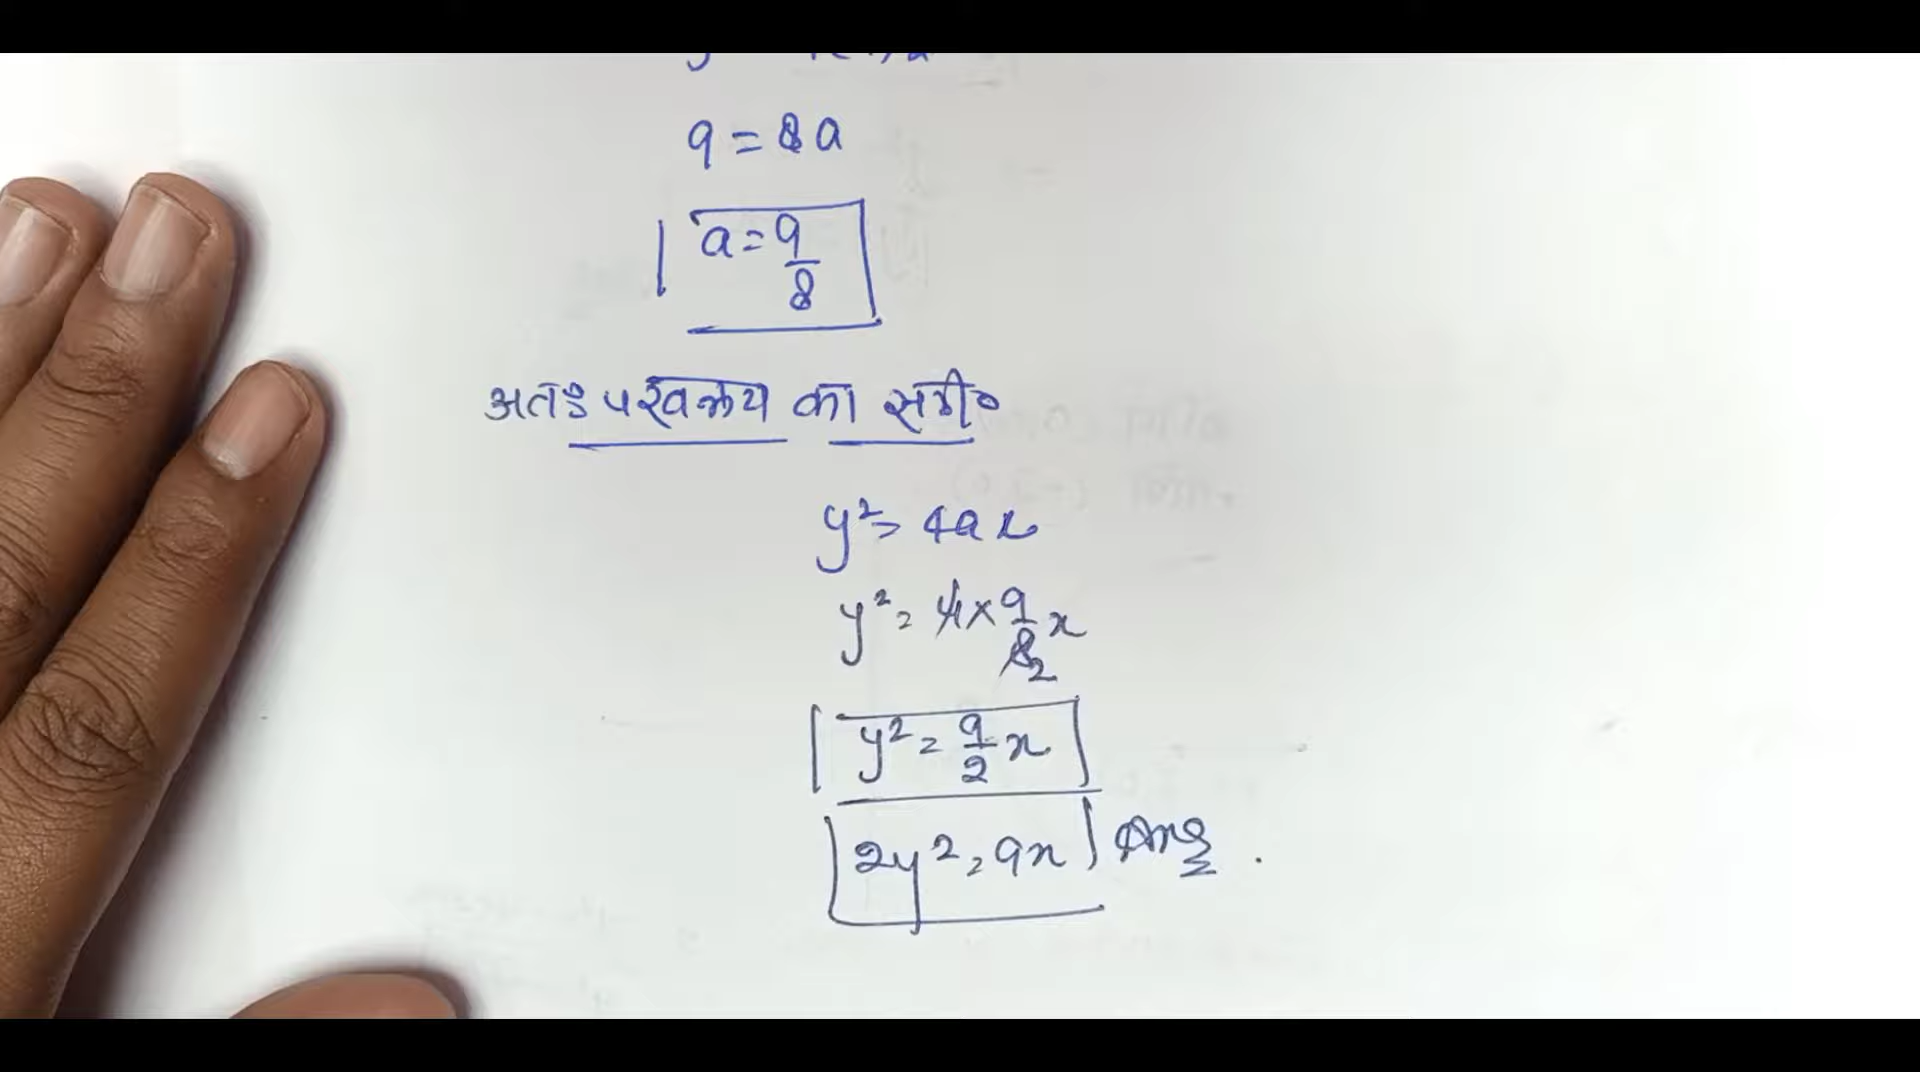 9 = 8a
a = 9/8
अतः परवलय का समी०
y² = 4ax
y² = 4 × 9/8 x
2
y² = 9/2 x
2y² = 9x Ans